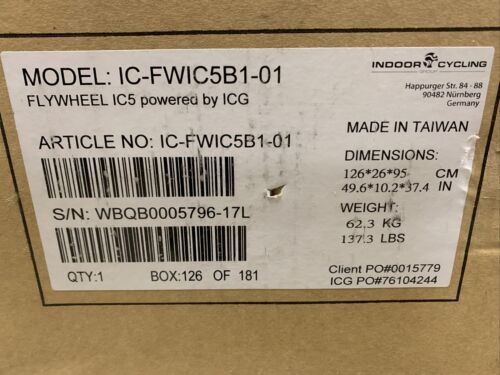 MODEL: IC-FWIC5B1-01
FLYWHEEL IC5 powered by ICG
INDOOR CYCLING
GROUP
Happurger Str. 84 - 88
90482 Nürnberg
Germany
ARTICLE NO: IC-FWIC5B1-01
MADE IN TAIWAN
DIMENSIONS:
126*26*95 CM
49.6*10.2*37.4 IN
S/N: WBQB0005796-17L
WEIGHT:
62.3 KG
137.3 LBS
QTY:1 BOX:126 OF 181
Client PO#0015779
ICG PO#76104244